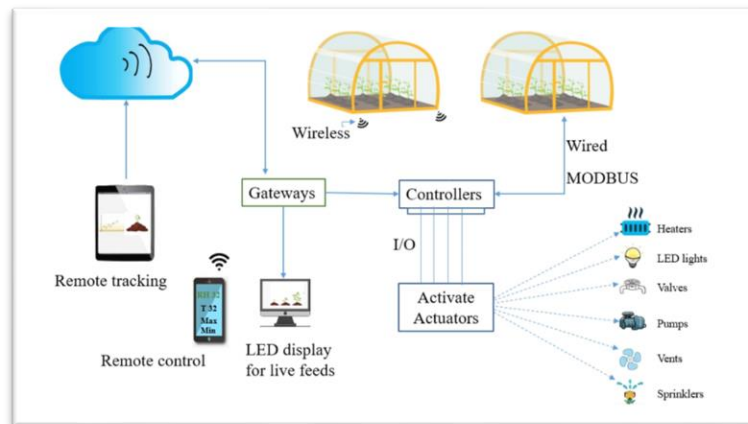 Wireless
Wired
MODBUS
Gateways
Controllers
I/O
Heaters
LED lights
Valves
Pumps
Vents
Sprinklers
Activate
Actuators
Remote tracking
T:32
Max
Min
Remote control
LED display
for live feeds